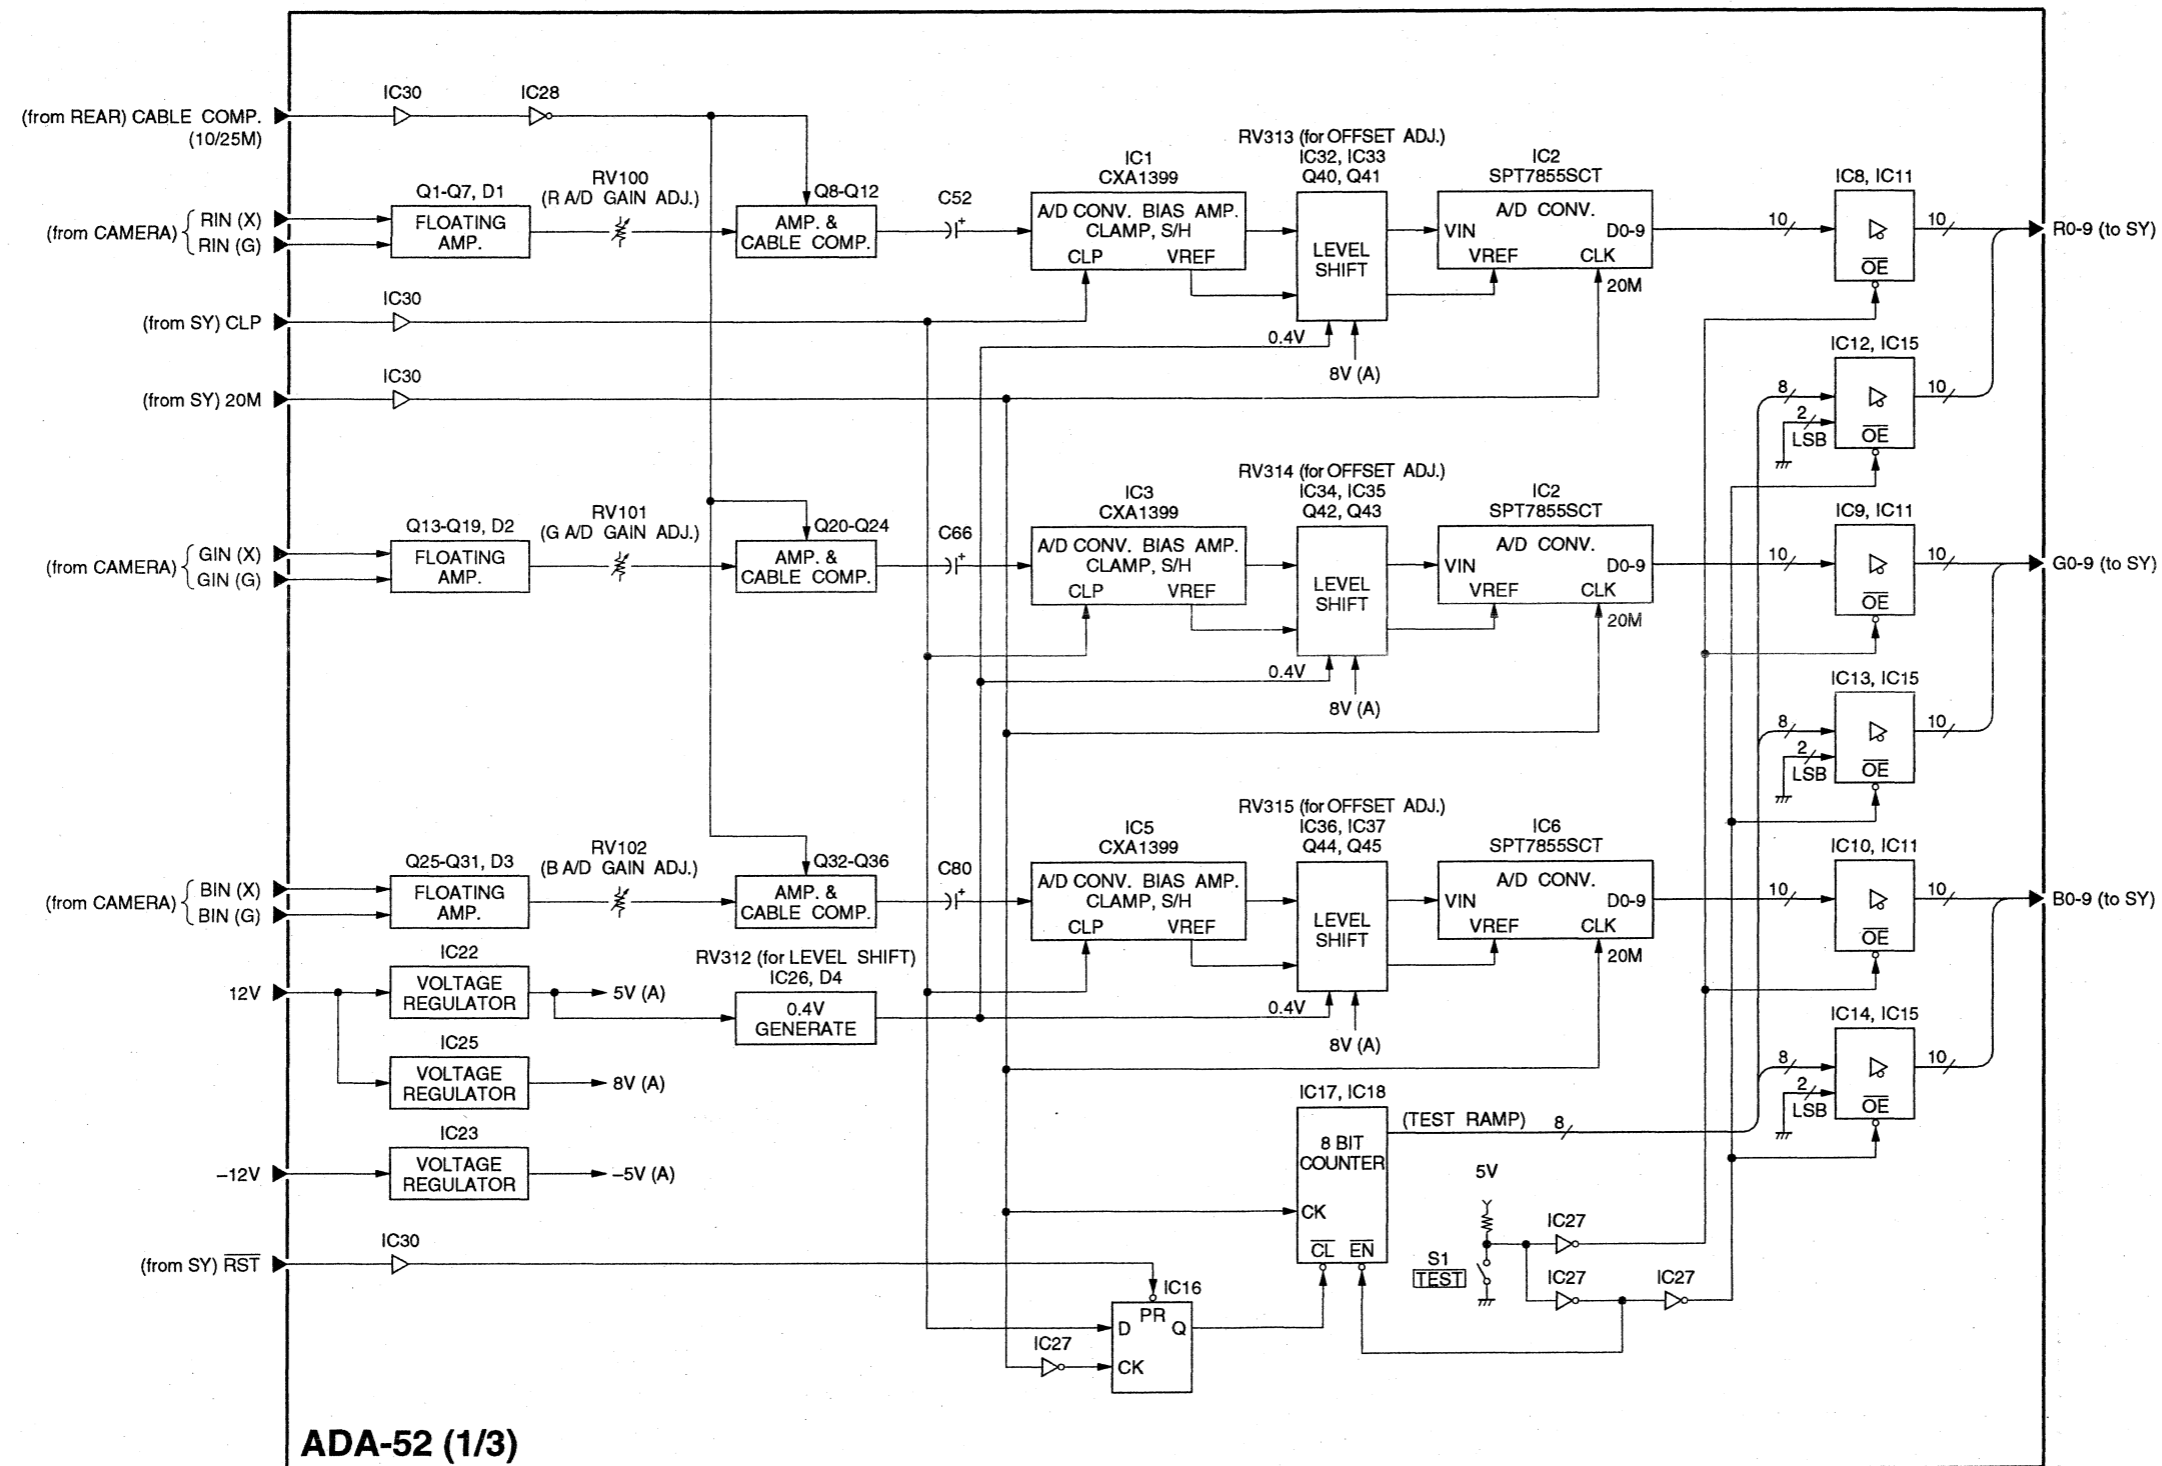 (from REAR) CABLE COMP.
(10/25M)
IC30
IC28
(from CAMERA)
RIN (X)
RIN (G)
Q1-Q7, D1
FLOATING
AMP.
RV100
(R A/D GAIN ADJ.)
Q8-Q12
AMP. &
CABLE COMP.
C52
+
IC1
CXA1399
A/D CONV. BIAS AMP.
CLAMP, S/H
CLP
VREF
RV313 (for OFFSET ADJ.)
IC32, IC33
Q40, Q41
LEVEL
SHIFT
0.4V
8V (A)
IC2
SPT7855SCT
A/D CONV.
VIN
D0-9
VREF
CLK
20M
10
IC8, IC11
OE
10
R0-9 (to SY)
(from SY) CLP
IC30
(from SY) 20M
IC30
IC12, IC15
8
2
LSB
OE
10
(from CAMERA)
GIN (X)
GIN (G)
Q13-Q19, D2
FLOATING
AMP.
RV101
(G A/D GAIN ADJ.)
Q20-Q24
AMP. &
CABLE COMP.
C66
+
IC3
CXA1399
A/D CONV. BIAS AMP.
CLAMP, S/H
CLP
VREF
RV314 (for OFFSET ADJ.)
IC34, IC35
Q42, Q43
LEVEL
SHIFT
0.4V
8V (A)
IC2
SPT7855SCT
A/D CONV.
VIN
D0-9
VREF
CLK
20M
10
IC9, IC11
OE
10
G0-9 (to SY)
IC13, IC15
8
2
LSB
OE
10
(from CAMERA)
BIN (X)
BIN (G)
Q25-Q31, D3
FLOATING
AMP.
RV102
(B A/D GAIN ADJ.)
Q32-Q36
AMP. &
CABLE COMP.
C80
+
IC5
CXA1399
A/D CONV. BIAS AMP.
CLAMP, S/H
CLP
VREF
RV315 (for OFFSET ADJ.)
IC36, IC37
Q44, Q45
LEVEL
SHIFT
0.4V
8V (A)
IC6
SPT7855SCT
A/D CONV.
VIN
D0-9
VREF
CLK
20M
10
IC10, IC11
OE
10
B0-9 (to SY)
IC14, IC15
8
2
LSB
OE
10
12V
IC22
VOLTAGE
REGULATOR
5V (A)
RV312 (for LEVEL SHIFT)
IC26, D4
0.4V
GENERATE
IC25
VOLTAGE
REGULATOR
8V (A)
–12V
IC23
VOLTAGE
REGULATOR
–5V (A)
IC17, IC18
8 BIT
COUNTER
CK
CL
EN
(TEST RAMP)
8
5V
S1
TEST
IC27
IC27
IC27
(from SY) RST
IC30
IC16
PR
D
Q
CK
IC27
ADA-52 (1/3)